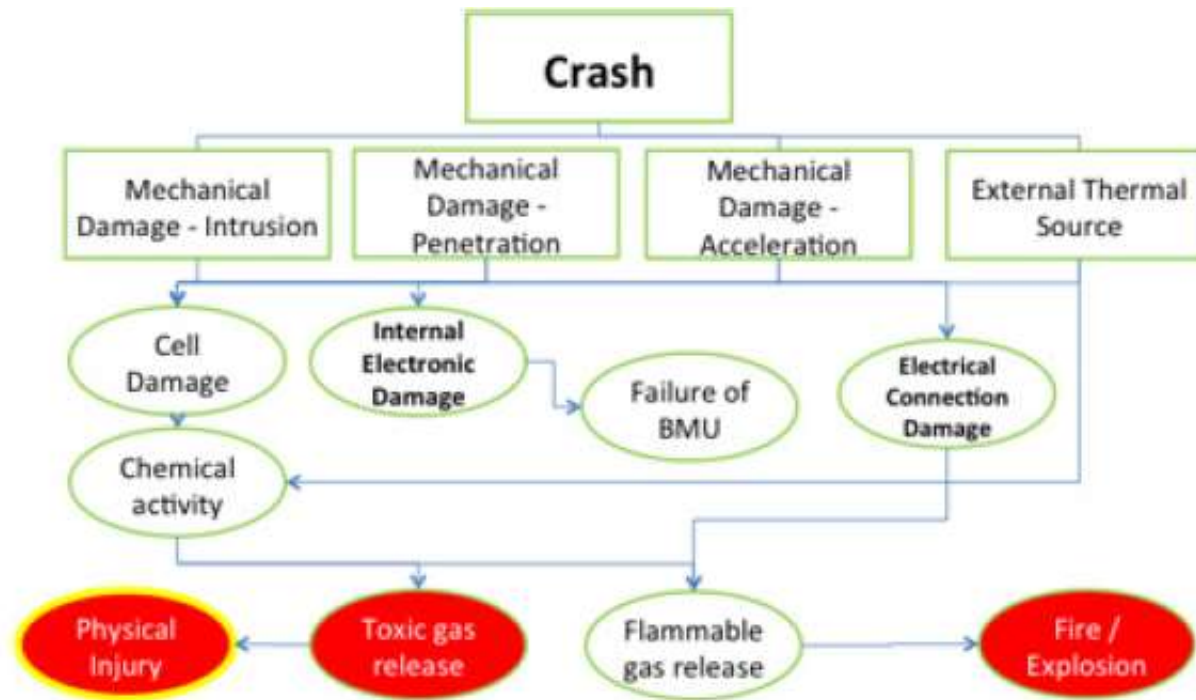 Crash
Mechanical
Damage - Intrusion
Mechanical
Damage -
Penetration
Mechanical
Damage -
Acceleration
External Thermal
Source
Cell
Damage
Internal
Electronic
Damage
Failure of
BMU
Electrical
Connection
Damage
Chemical
activity
Physical
Injury
Toxic gas
release
Flammable
gas release
Fire /
Explosion